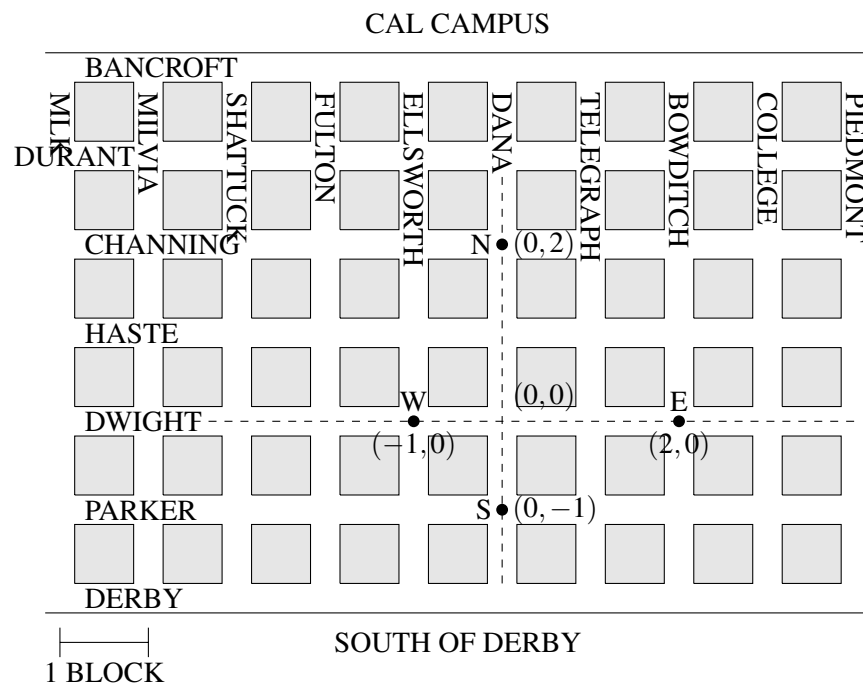 CAL CAMPUS
BANCROFT
MLK
MILVIA
SHATTUCK
FULTON
ELLSWORTH
DANA
TELEGRAPH
BOWDITCH
COLLEGE
PIEDMONT
DURANT
CHANNING
N (0,2)
HASTE
W
(0,0)
E
DWIGHT
(−1,0)
(2,0)
PARKER
S (0,−1)
DERBY
SOUTH OF DERBY
1 BLOCK